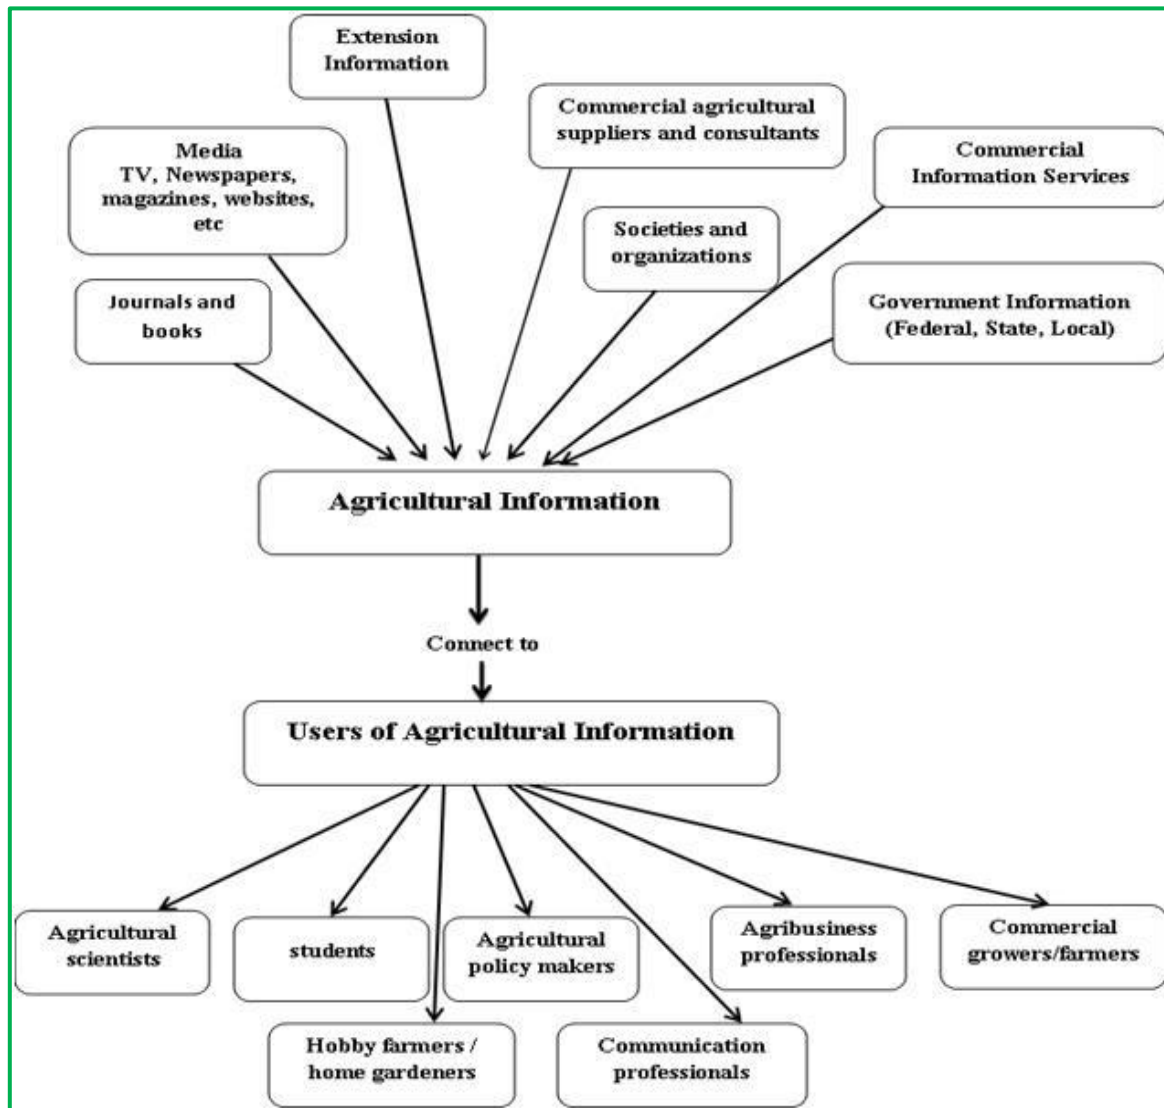 Extension
Information
Commercial agricultural
suppliers and consultants
Media
TV, Newspapers,
magazines, websites,
etc
Commercial
Information Services
Societies and
organizations
Journals and
books
Government Information
(Federal, State, Local)
Agricultural Information
Connect to
Users of Agricultural Information
Agricultural
scientists
students
Agricultural
policy makers
Agribusiness
professionals
Commercial
growers/farmers
Hobby farmers /
home gardeners
Communication
professionals